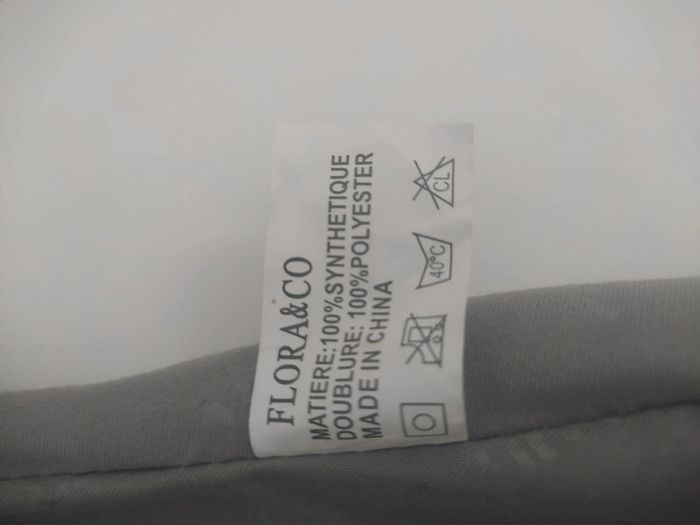 FLORA&CO
MATIERE:100%SYNTHETIQUE
DOUBLURE: 100%POLYESTER
MADE IN CHINA
40°C CL